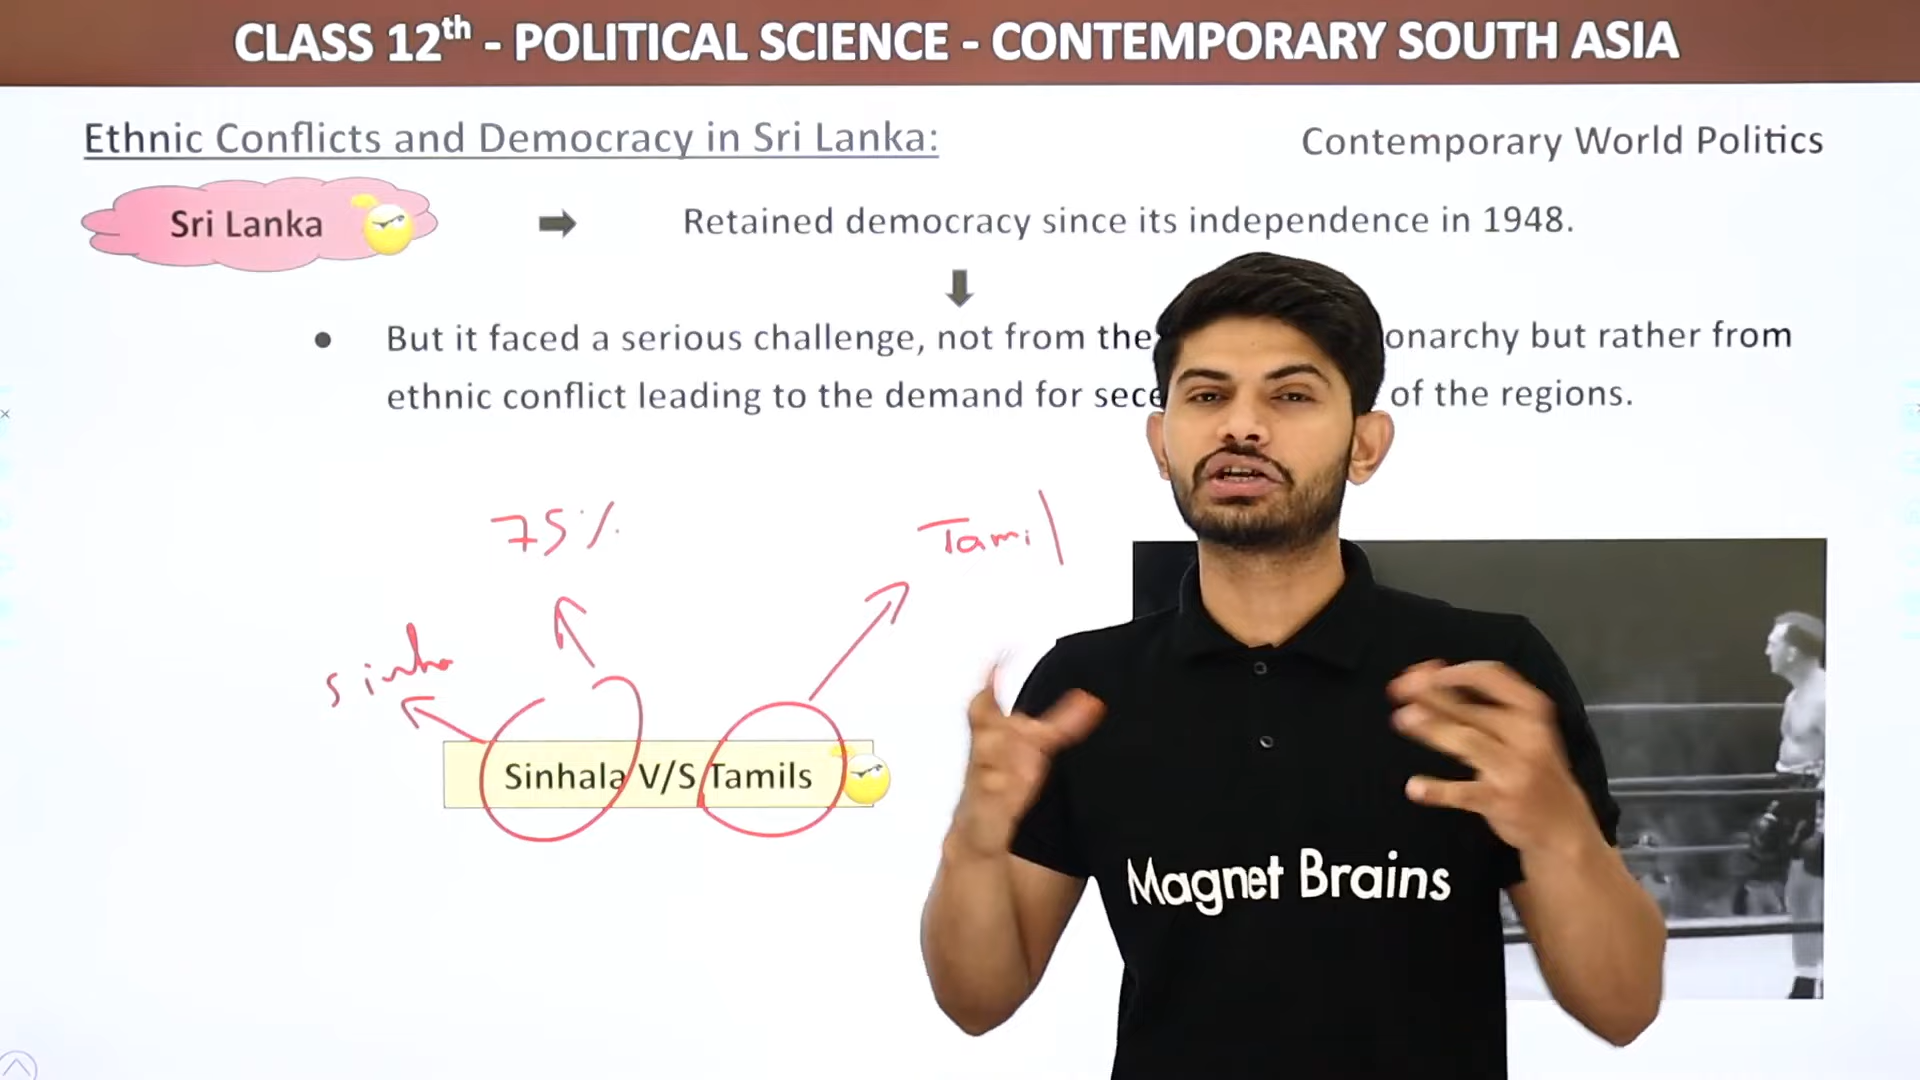 CLASS 12th - POLITICAL SCIENCE - CONTEMPORARY SOUTH ASIA
Ethnic Conflicts and Democracy in Sri Lanka:
Contemporary World Politics
Sri Lanka
Retained democracy since its independence in 1948.
But it faced a serious challenge, not from the onarchy but rather from
ethnic conflict leading to the demand for sece of the regions.
75%
Tamil
sinha
Sinhala V/S Tamils
Magnet Brains